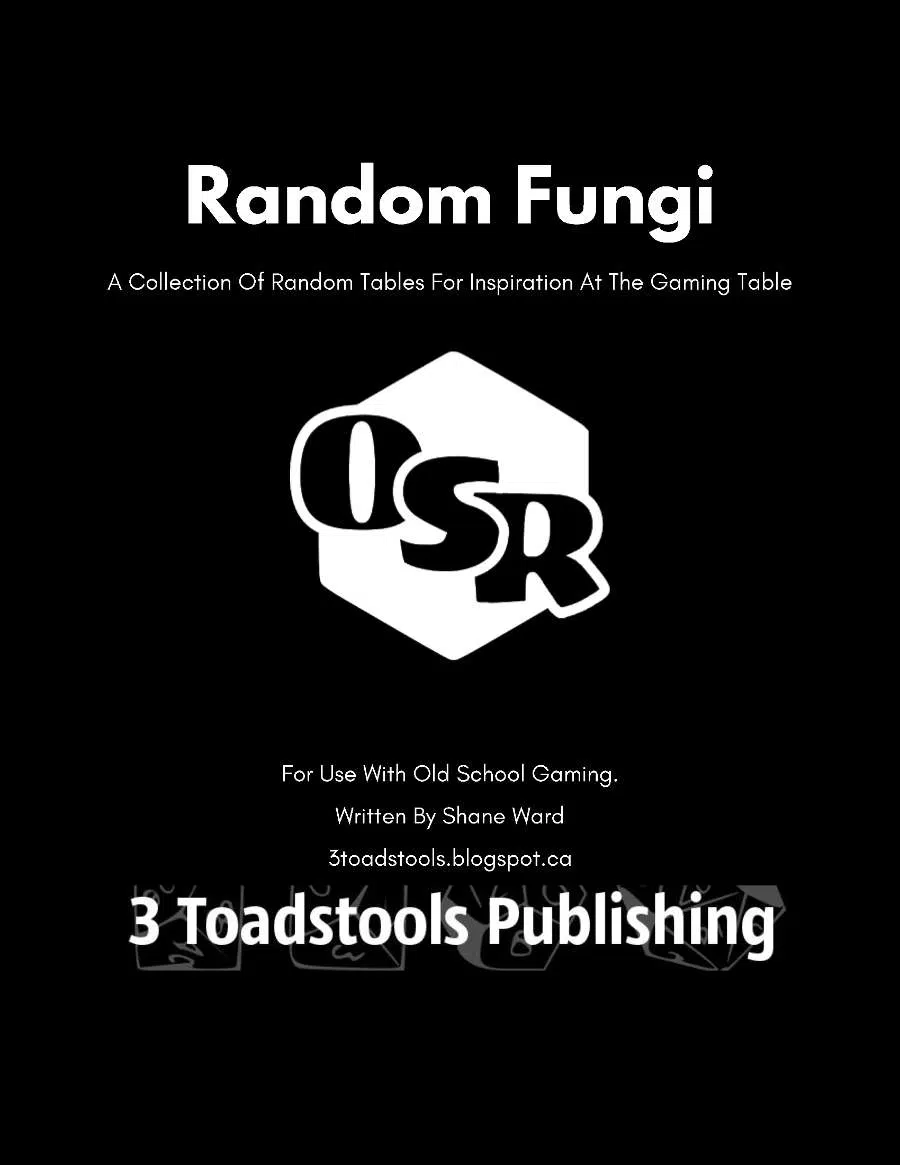 Random Fungi
A Collection Of Random Tables For Inspiration At The Gaming Table
OSR
For Use With Old School Gaming.
Written By Shane Ward
3toadstools.blogspot.ca
3 Toadstools Publishing